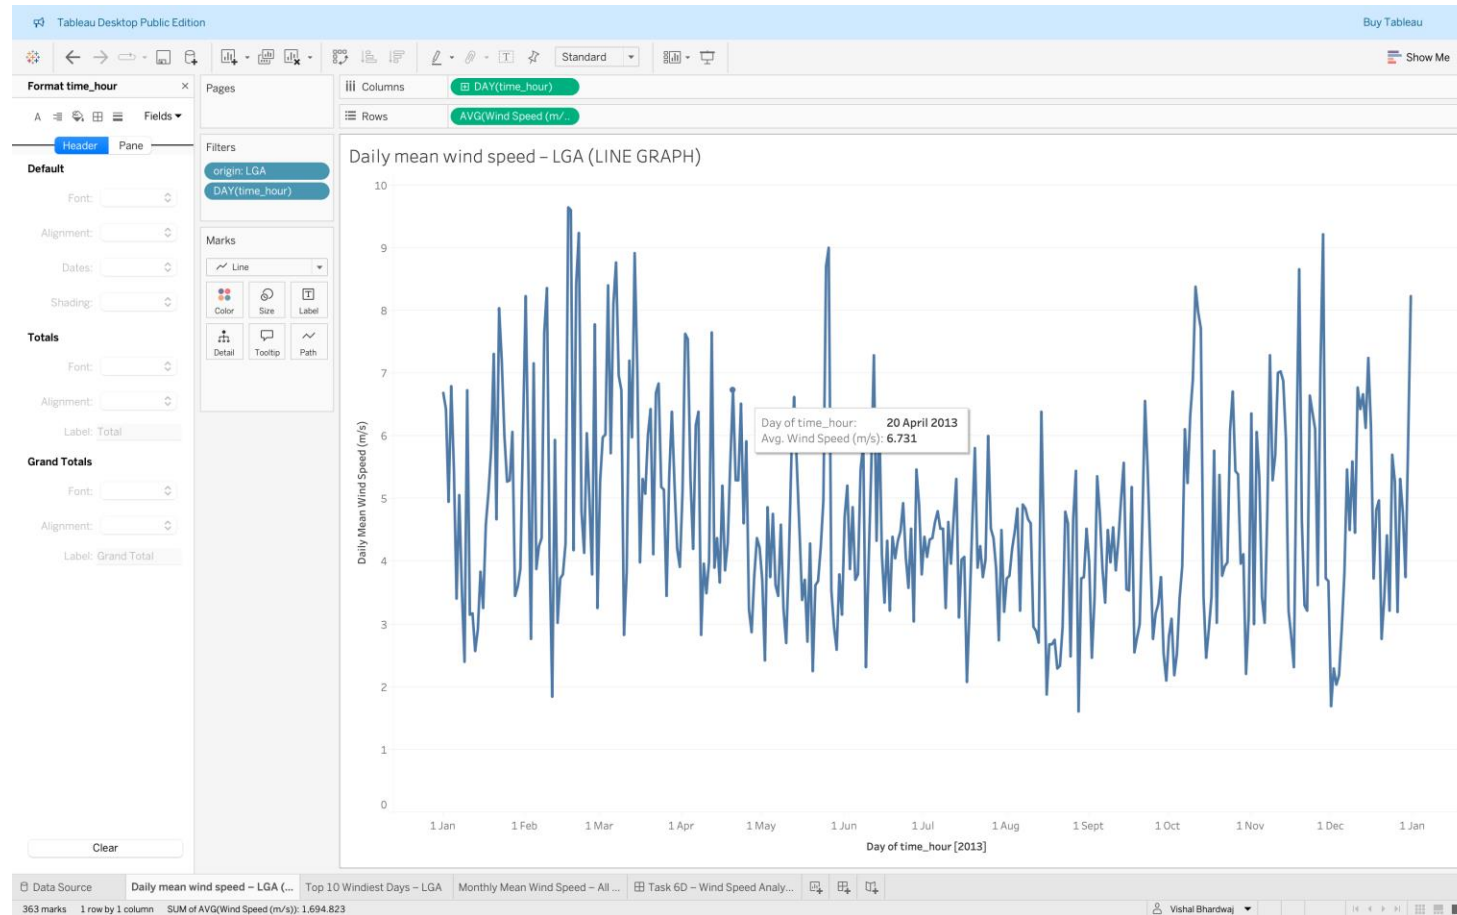 Tableau Desktop Public Edition
Buy Tableau
Standard
Show Me
Format time_hour
Fields
Header
Pane
Default
Font:
Alignment:
Dates:
Shading:
Totals
Font:
Alignment:
Label: Total
Grand Totals
Font:
Alignment:
Label: Grand Total
Clear
Pages
Filters
origin: LGA
DAY(time_hour)
Marks
Line
Color
Size
Label
Detail
Tooltip
Path
Columns
DAY(time_hour)
Rows
AVG(Wind Speed (m/..
Daily mean wind speed – LGA (LINE GRAPH)
Daily Mean Wind Speed (m/s)
10
9
8
7
6
5
4
3
2
1
0
Day of time_hour: 20 April 2013
Avg. Wind Speed (m/s): 6.731
1 Jan 1 Feb 1 Mar 1 Apr 1 May 1 Jun 1 Jul 1 Aug 1 Sept 1 Oct 1 Nov 1 Dec 1 Jan
Day of time_hour [2013]
Data Source
Daily mean wind speed – LGA (...
Top 10 Windiest Days – LGA
Monthly Mean Wind Speed – All ...
Task 6D – Wind Speed Analy...
363 marks 1 row by 1 column SUM of AVG(Wind Speed (m/s)): 1,694.823
Vishal Bhardwaj